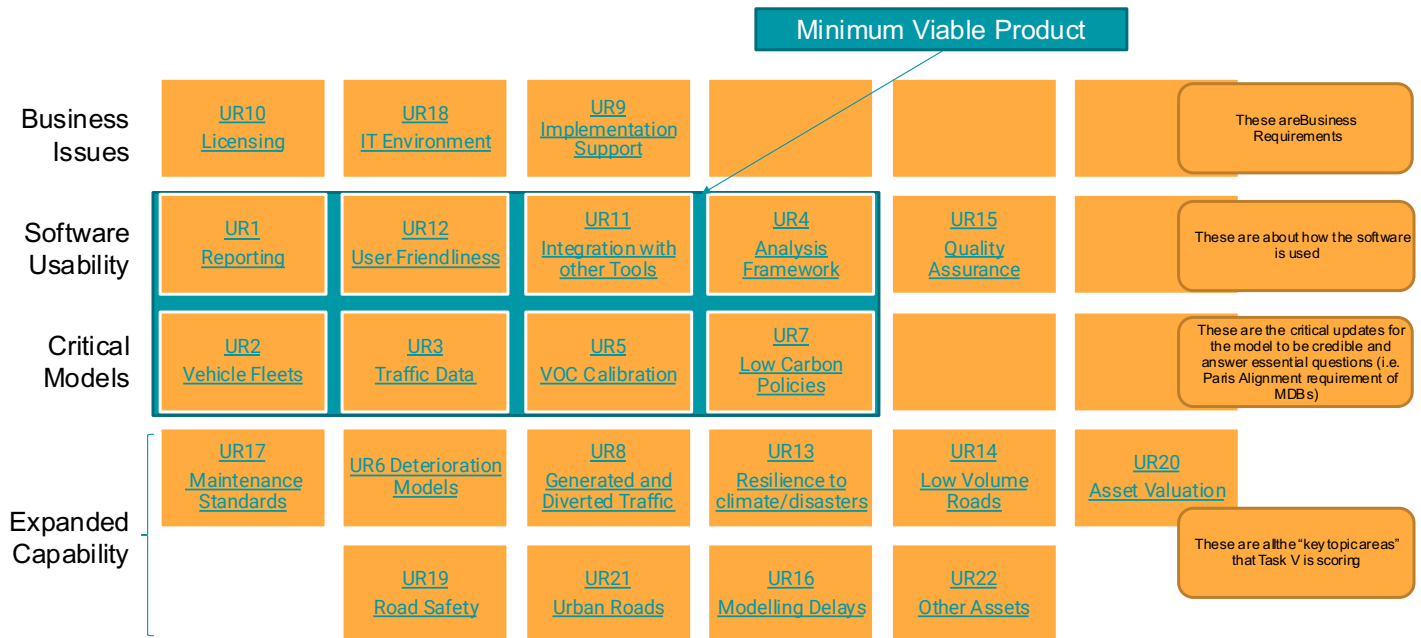 Minimum Viable Product
Business
Issues
UR10
Licensing
UR18
IT Environment
UR9
Implementation
Support
These areBusiness
Requirements
Software
Usability
UR1
Reporting
UR12
User Friendliness
UR11
Integration with
other Tools
UR4
Analysis
Framework
UR15
Quality
Assurance
These are about how the software
is used
Critical
Models
UR2
Vehicle Fleets
UR3
Traffic Data
UR5
VOC Calibration
UR7
Low Carbon
Policies
These are the critical updates for
the model to be credible and
answer essential questions (i.e.
Paris Alignment requirement of
MDBs)
Expanded
Capability
UR17
Maintenance
Standards
UR6 Deterioration
Models
UR8
Generated and
Diverted Traffic
UR13
Resilience to
climate/disasters
UR14
Low Volume
Roads
UR20
Asset Valuation
These are allthe “key topicareas”
that Task V is scoring
UR19
Road Safety
UR21
Urban Roads
UR16
Modelling Delays
UR22
Other Assets